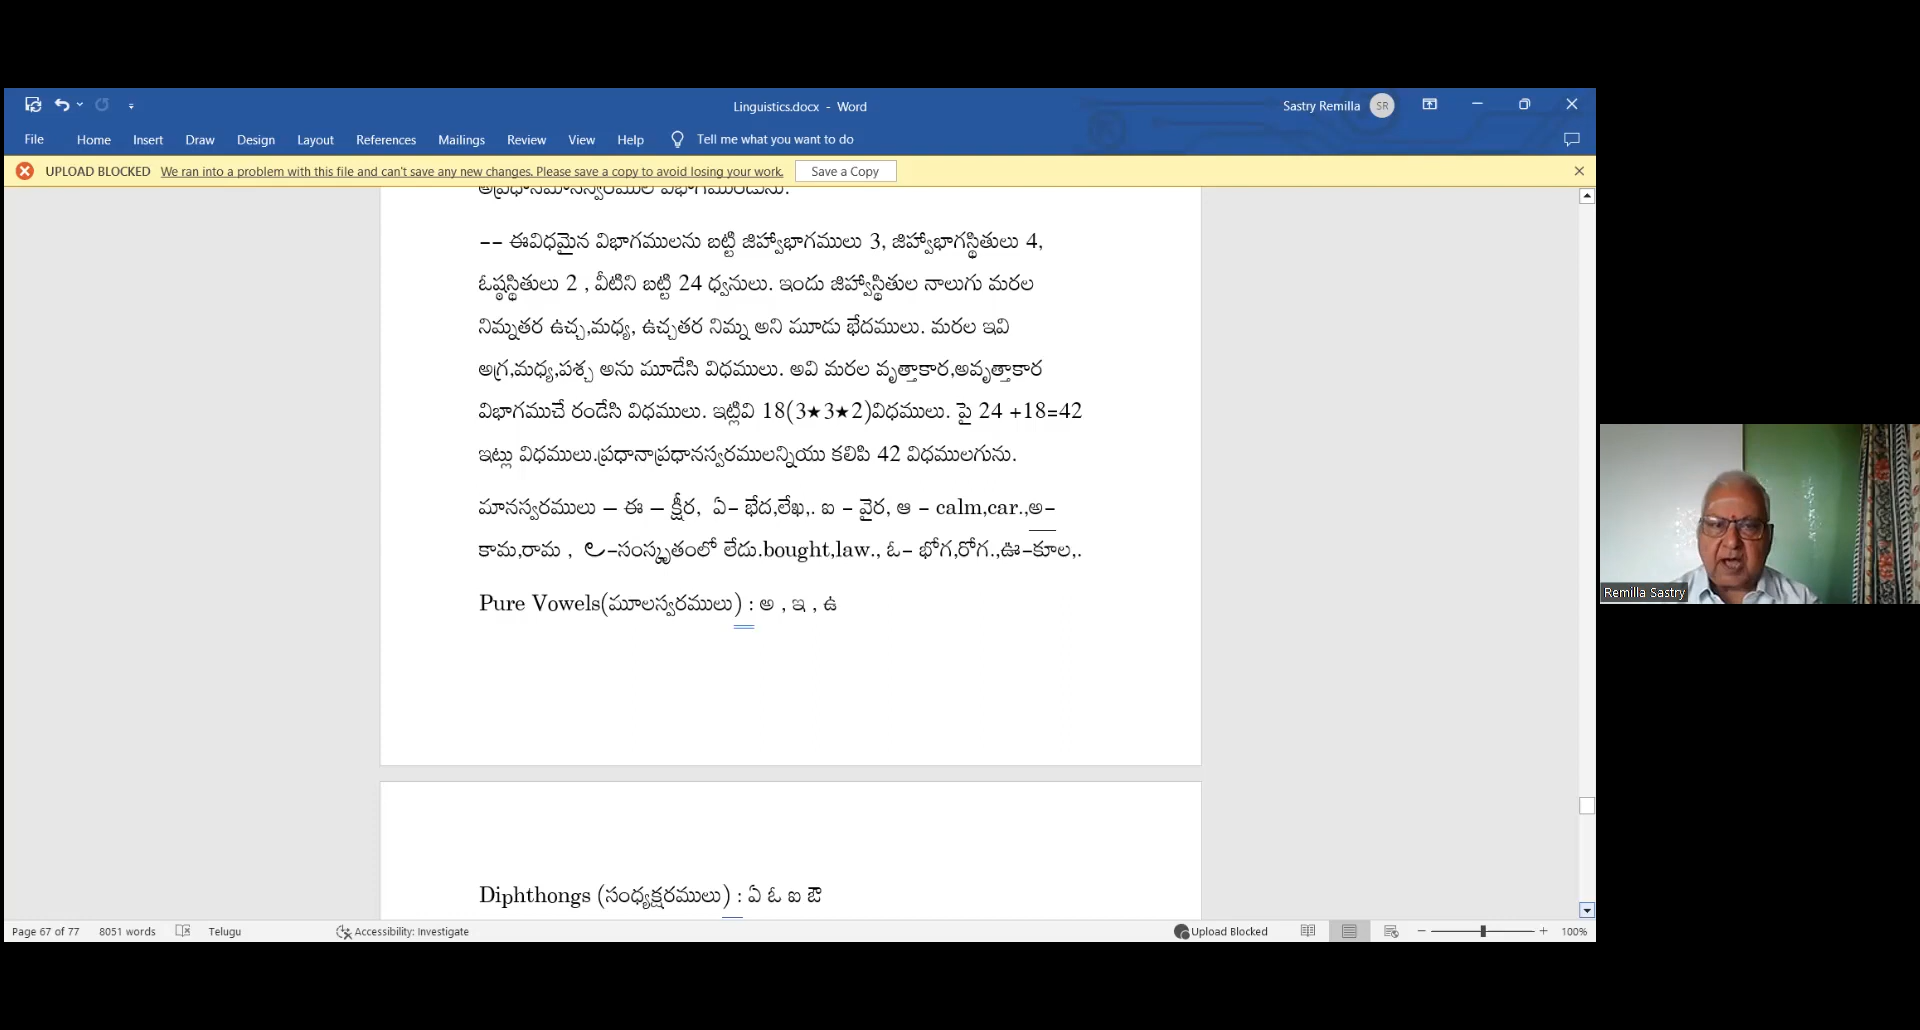 Linguistics.docx - Word
Sastry Remilla SR
File Home Insert Draw Design Layout References Mailings Review View Help Tell me what you want to do
UPLOAD BLOCKED We ran into a problem with this file and can't save any new changes. Please save a copy to avoid losing your work. Save a Copy
-- ఈవిధమైన విభాగములను బట్టి జిహ్వాభాగములు 3, జిహ్వాభాగస్థితులు 4,
ఓష్ఠస్థితులు 2 , వీటిని బట్టి 24 ధ్వనులు. ఇందు జిహ్వాస్థితుల నాలుగు మరల
నిమ్నతర ఉచ్చ,మధ్య, ఉచ్చతర నిమ్న అని మూడు భేదములు. మరల ఇవి
అగ్ర,మధ్య,పశ్చ అను మూడేసి విధములు. అవి మరల వృత్తాకార,అవృత్తాకార
విభాగముచే రండేసి విధములు. ఇట్లివి 18(3★3★2)విధములు. పై 24 +18=42
ఇట్లు విధములు.ప్రధానాప్రధానస్వరములన్నియు కలిపి 42 విధములగును.
మానస్వరములు – ఈ – క్షీర, ఏ- భేద,లేఖ,. ఐ - వైర, ఆ - calm,car.,అ-
కామ,రామ , ౿-సంస్కృతంలో లేదు.bought,law., ఓ- భోగ,రోగ.,ఊ-కూల,.
Pure Vowels(మూలస్వరములు) : అ , ఇ , ఉ
Diphthongs (సంధ్యక్షరములు) : ఏ ఓ ఐ ఔ
Remilla Sastry
Page 67 of 77 8051 words Telugu Accessibility: Investigate Upload Blocked 100%